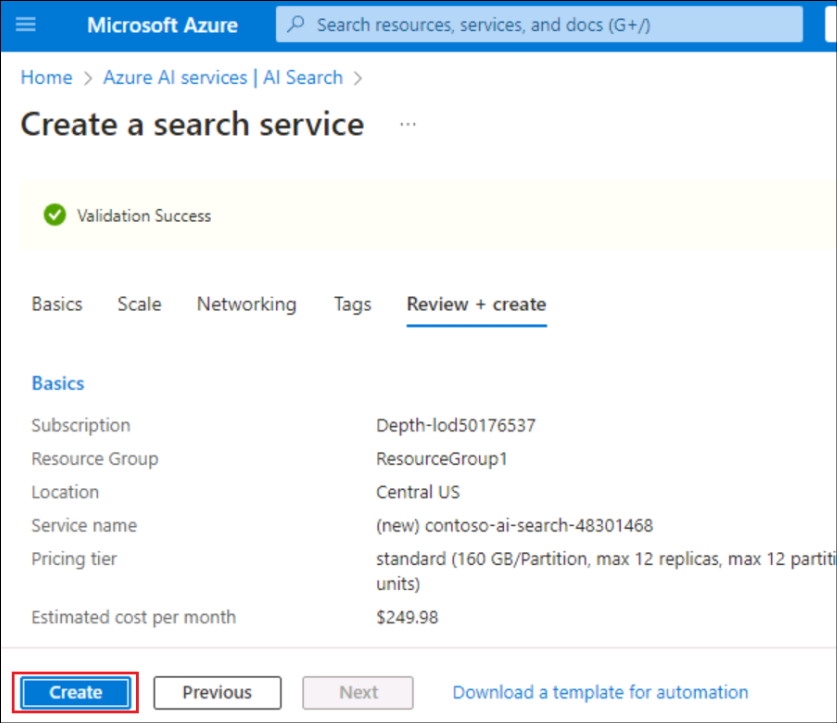 Microsoft Azure
Search resources, services, and docs (G+/)
Home > Azure AI services | AI Search >
Create a search service ...
Validation Success
Basics Scale Networking Tags Review + create
Basics
Subscription Depth-lod50176537
Resource Group ResourceGroup1
Location Central US
Service name (new) contoso-ai-search-48301468
Pricing tier standard (160 GB/Partition, max 12 replicas, max 12 partiti
units)
Estimated cost per month $249.98
Create Previous Next Download a template for automation